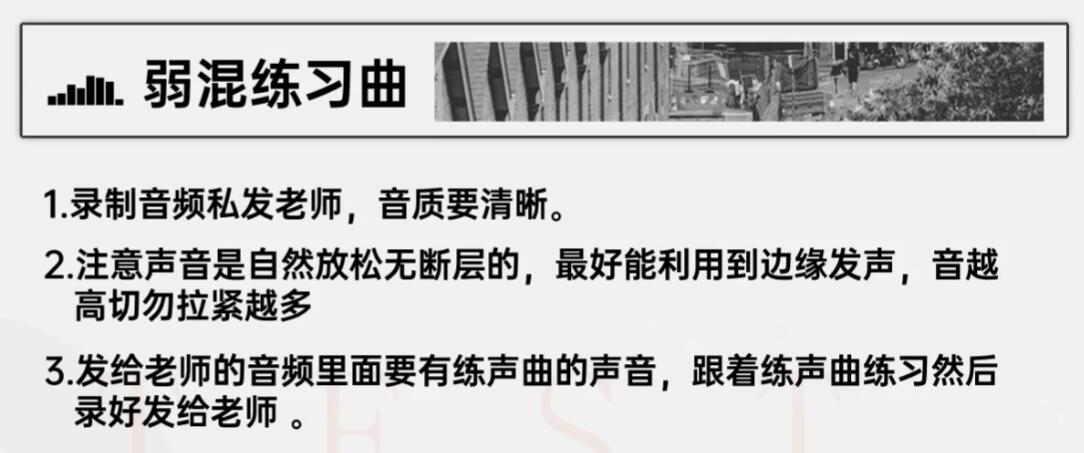 弱混练习曲
1.录制音频私发老师，音质要清晰。
2.注意声音是自然放松无断层的，最好能利用到边缘发声，音越
高切勿拉紧越多
3.发给老师的音频里面要有练声曲的声音，跟着练声曲练习然后
录好发给老师 。